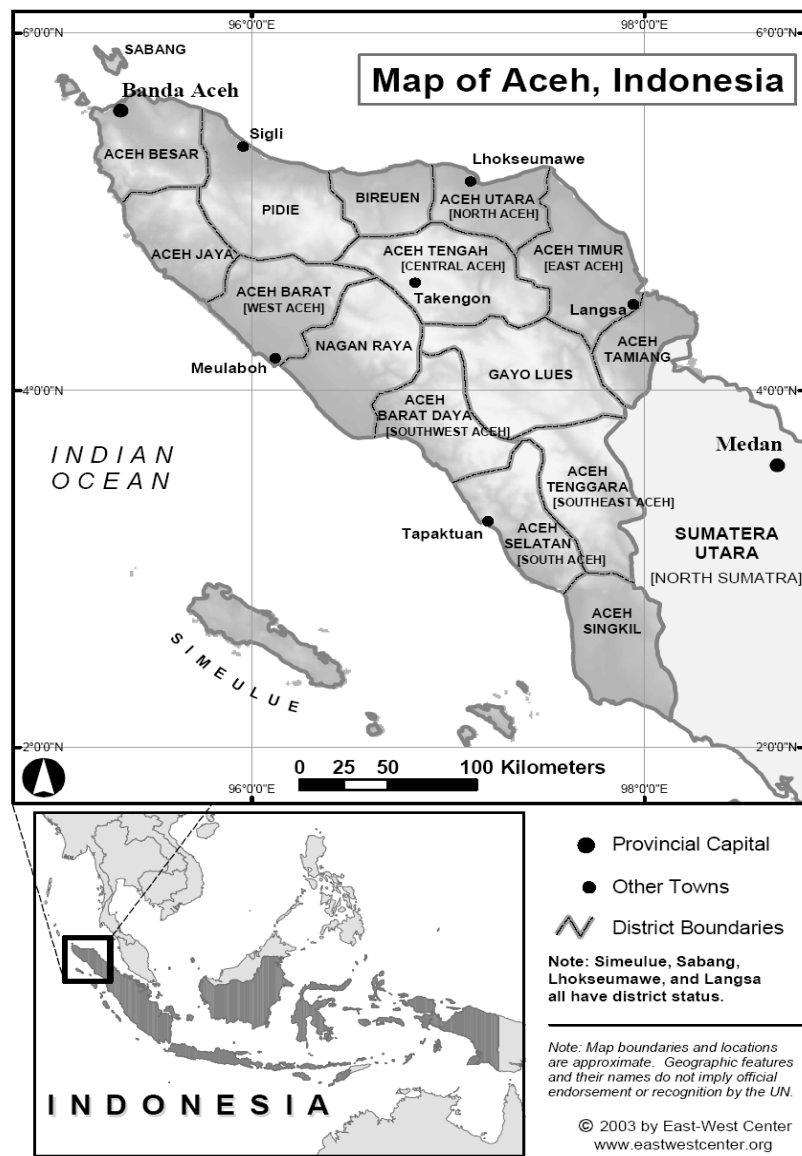 96°0'0"E
98°0'0"E
6°0'0"N
6°0'0"N
SABANG
Map of Aceh, Indonesia
Banda Aceh
Sigli
Lhokseumawe
ACEH BESAR
PIDIE
BIREUEN
ACEH UTARA
[NORTH ACEH]
ACEH JAYA
ACEH TENGAH
[CENTRAL ACEH]
ACEH TIMUR
[EAST ACEH]
ACEH BARAT
[WEST ACEH]
Takengon
Langsa
NAGAN RAYA
ACEH
TAMIANG
Meulaboh
GAYO LUES
4°0'0"N
4°0'0"N
ACEH
BARAT DAYA
[SOUTHWEST ACEH]
INDIAN
OCEAN
Medan
ACEH
TENGGARA
[SOUTHEAST ACEH]
Tapaktuan
ACEH
SELATAN
[SOUTH ACEH]
SUMATERA
UTARA
[NORTH SUMATRA]
ACEH
SINGKIL
SIMEULUE
2°0'0"N
2°0'0"N
0 25 50 100 Kilometers
96°0'0"E
98°0'0"E
Provincial Capital
Other Towns
District Boundaries
Note: Simeulue, Sabang,
Lhokseumawe, and Langsa
all have district status.
Note: Map boundaries and locations
are approximate. Geographic features
and their names do not imply official
endorsement or recognition by the UN.
INDONESIA
© 2003 by East-West Center
www.eastwestcenter.org